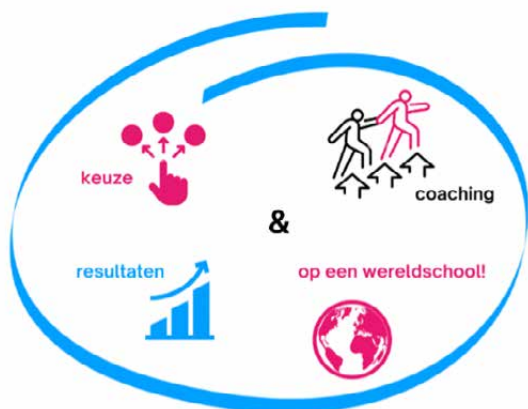 keuze
coaching
&
resultaten
op een wereldschool!